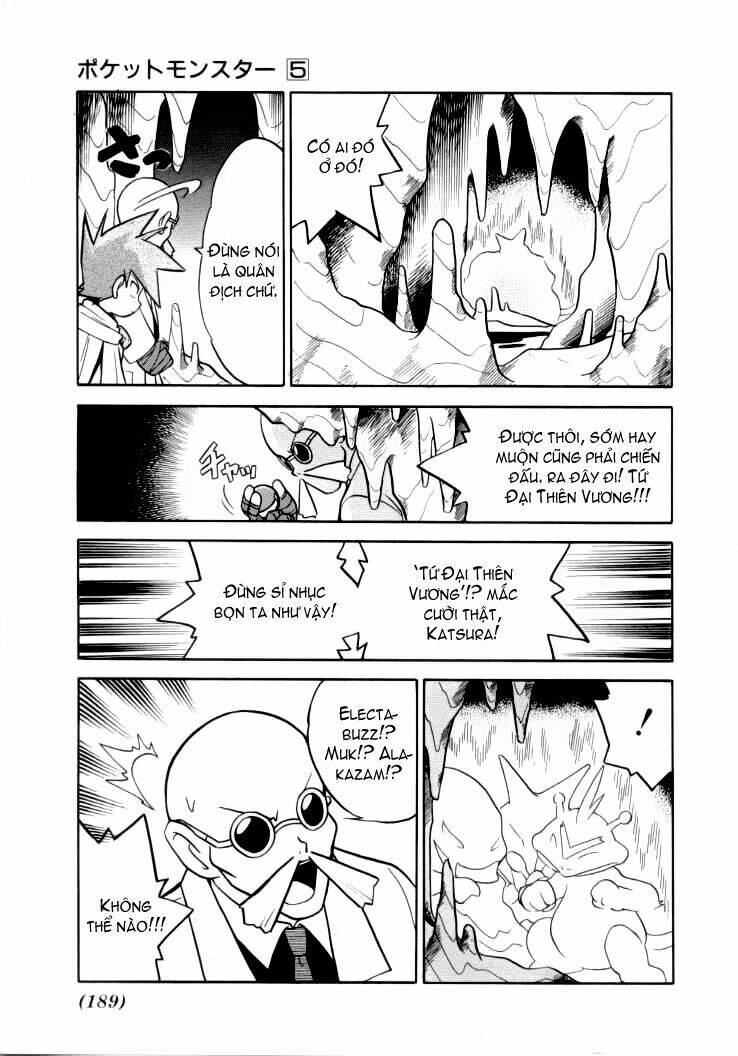 ポケットモンスター 5
CÓ AI ĐÓ
Ở ĐÓ!
ザッ
ĐỪNG NÓI
LÀ QUÂN
ĐỊCH CHỨ.
ĐƯỢC THÔI, SỚM HAY
MUỘN CŨNG PHẢI CHIẾN
ĐẤU. RA ĐÂY ĐI! TỨ
ĐẠI THIÊN VƯƠNG!!!
チャッ
'TỨ ĐẠI THIÊN
VƯƠNG'!? MẮC
CƯỜI THẬT,
KATSURA!
ĐỪNG SỈ NHỤC
BỌN TA NHƯ VẬY!
!
ELECTA-
BUZZ!?
MUK!? ALA-
KAZAM!?
KHÔNG
THỂ NÀO!!!
(189)